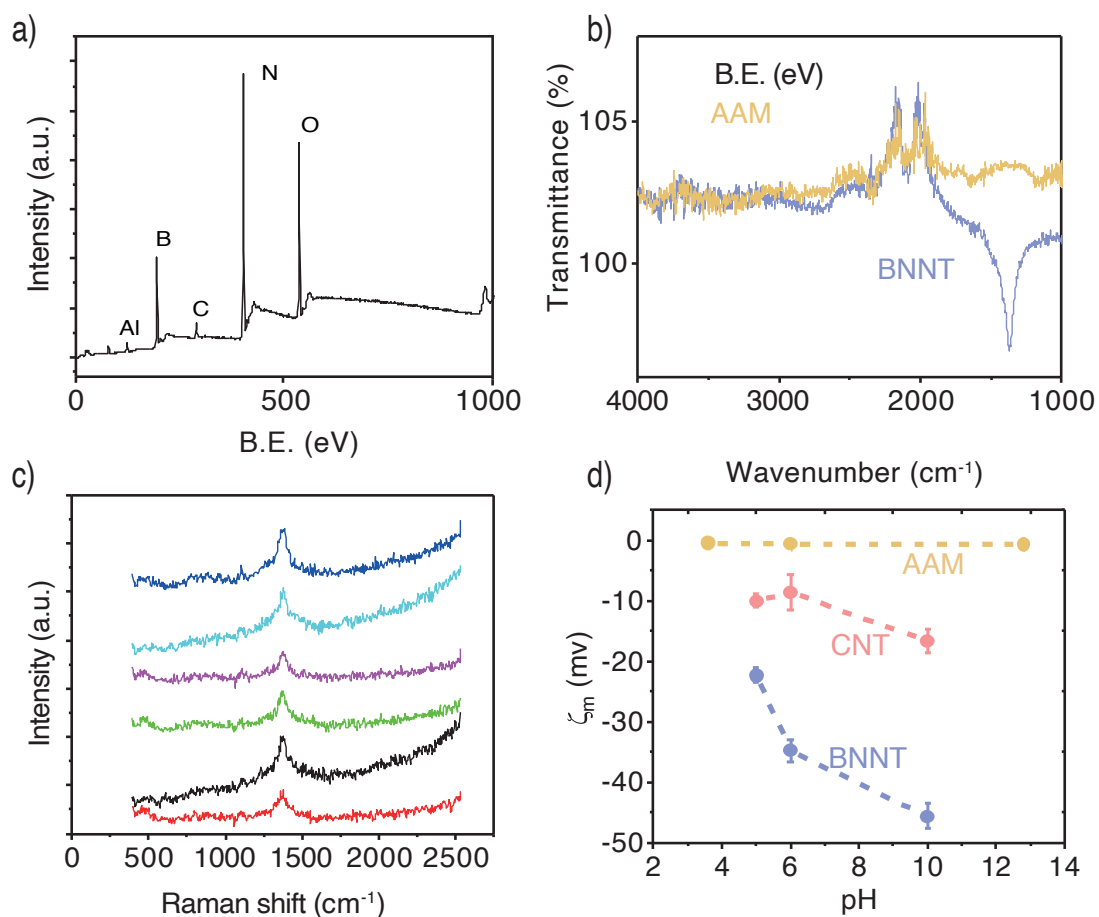 a)
Intensity (a.u.)
N
O
B
C
Al
0
500
1000
B.E. (eV)
b)
Transmittance (%)
105
100
B.E. (eV)
AAM
BNNT
4000
3000
2000
1000
Wavenumber (cm⁻¹)
c)
Intensity (a.u.)
0
500
1000
1500
2000
2500
Raman shift (cm⁻¹)
d)
ζm (mv)
0
-10
-20
-30
-40
-50
AAM
CNT
BNNT
2
4
6
8
10
12
14
pH